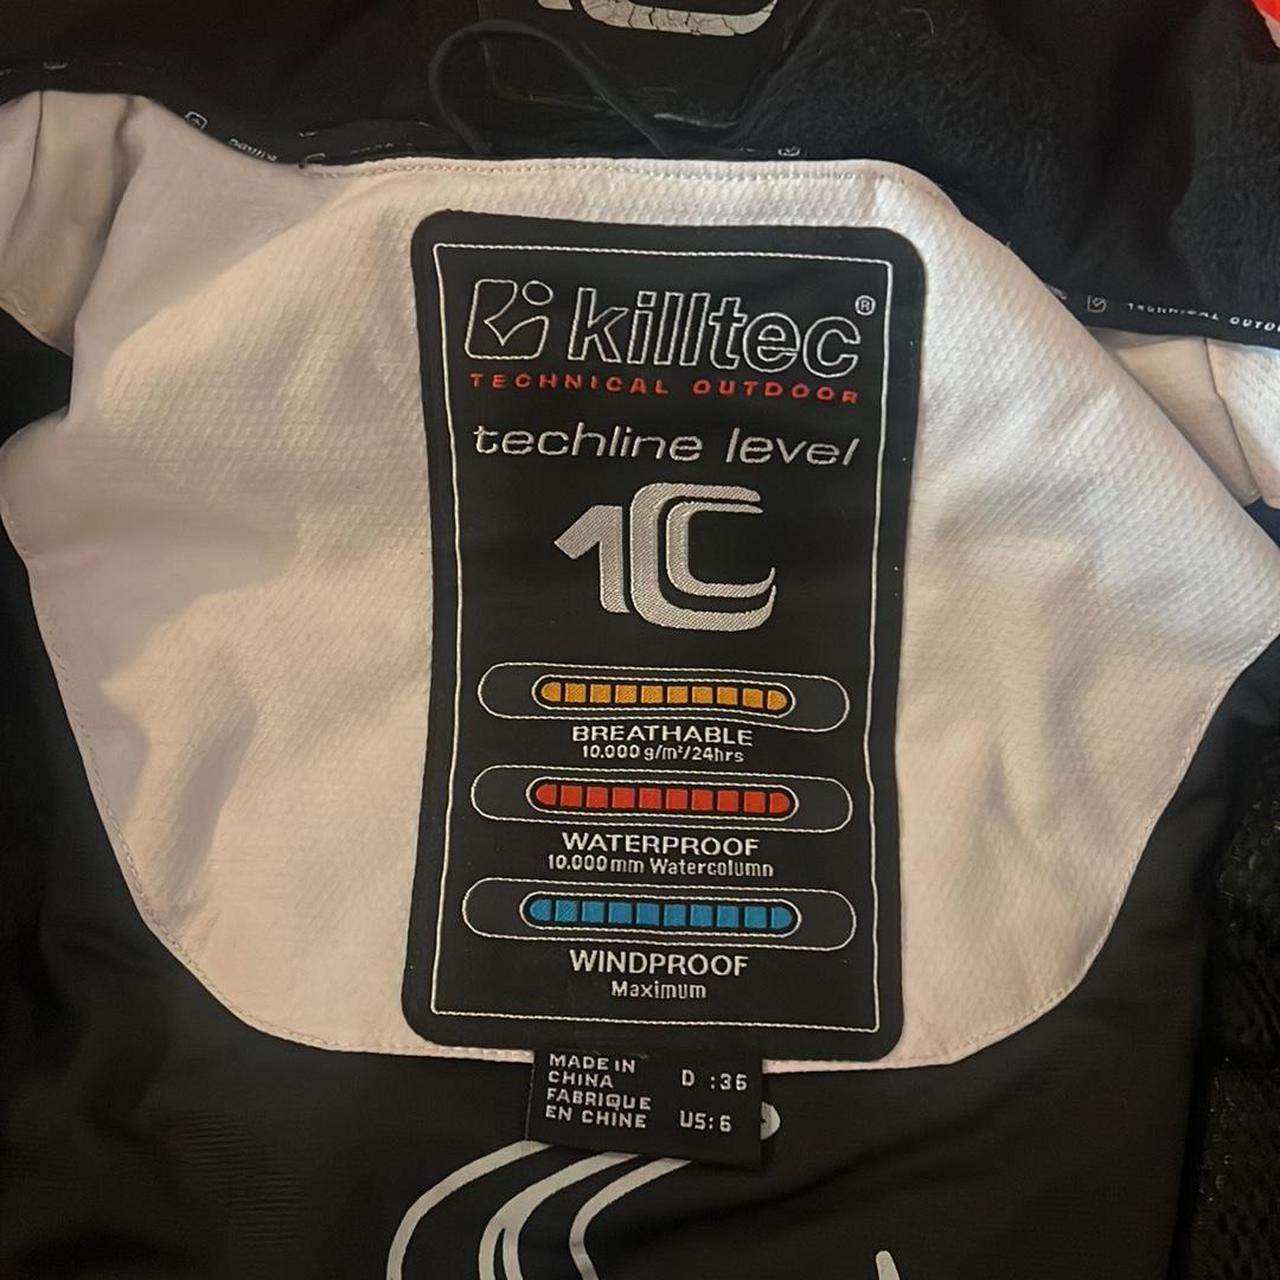 killtec®
TECHNICAL OUTDOOR
techline level
10
BREATHABLE
10.000 g/m²/24hrs
WATERPROOF
10.000 mm Watercolumn
WINDPROOF
Maximum
MADE IN
CHINA
FABRIQUE
EN CHINE
D :36
US:6